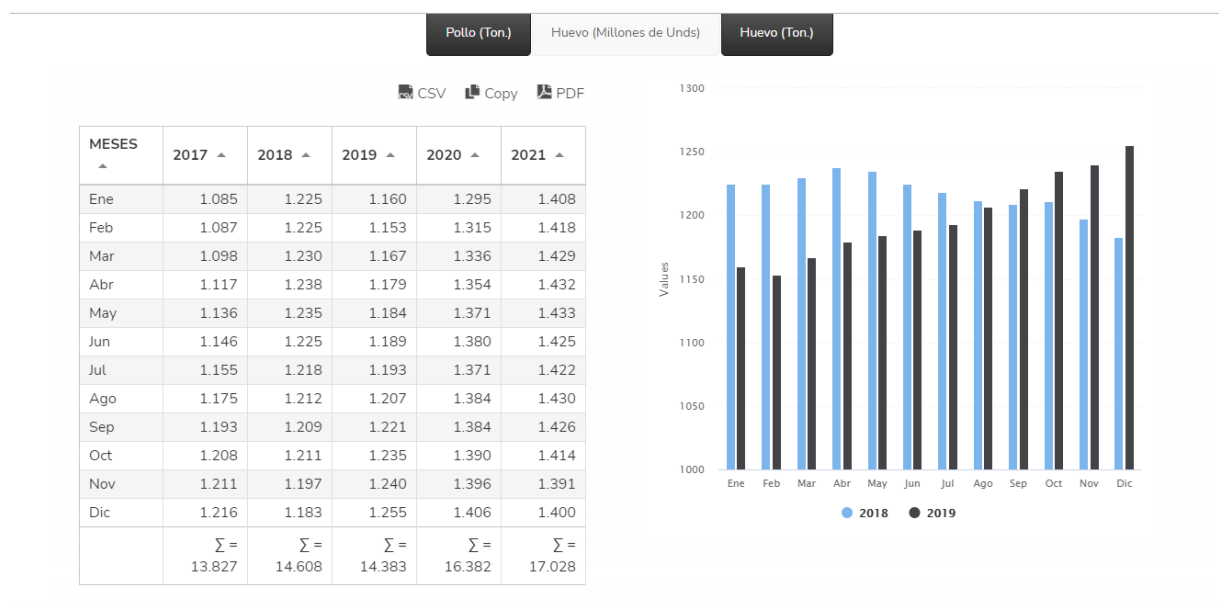 Pollo (Ton.) Huevo (Millones de Unds) Huevo (Ton.)
CSV Copy PDF
MESES 2017 2018 2019 2020 2021
Ene 1.085 1.225 1.160 1.295 1.408
Feb 1.087 1.225 1.153 1.315 1.418
Mar 1.098 1.230 1.167 1.336 1.429
Abr 1.117 1.238 1.179 1.354 1.432
May 1.136 1.235 1.184 1.371 1.433
Jun 1.146 1.225 1.189 1.380 1.425
Jul 1.155 1.218 1.193 1.371 1.422
Ago 1.175 1.212 1.207 1.384 1.430
Sep 1.193 1.209 1.221 1.384 1.426
Oct 1.208 1.211 1.235 1.390 1.414
Nov 1.211 1.197 1.240 1.396 1.391
Dic 1.216 1.183 1.255 1.406 1.400
∑ = ∑ = ∑ = ∑ = ∑ =
13.827 14.608 14.383 16.382 17.028
1300
1250
1200
1150
1100
1050
1000
Values
Ene Feb Mar Abr May Jun Jul Ago Sep Oct Nov Dic
2018 2019